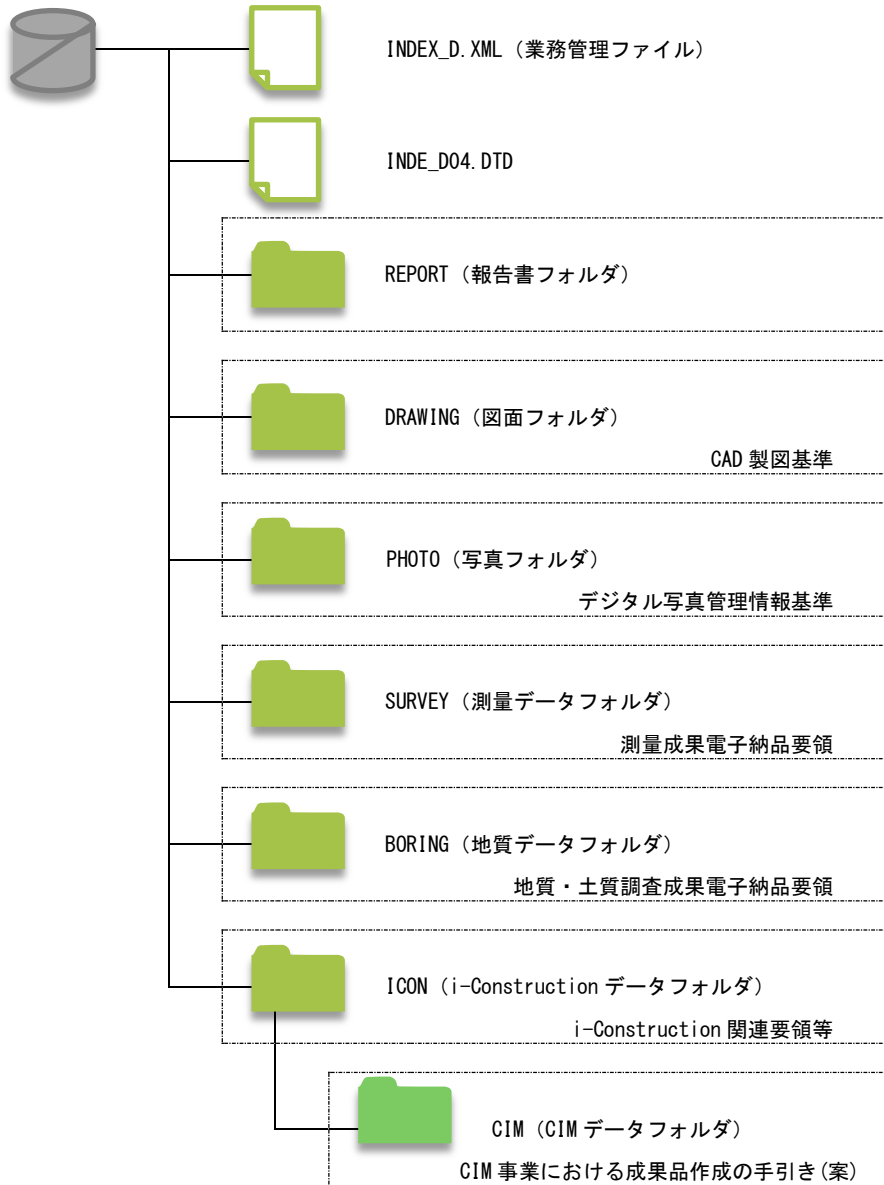 INDEX_D.XML（業務管理ファイル）
INDE_D04.DTD
REPORT（報告書フォルダ）
DRAWING（図面フォルダ）
CAD 製図基準
PHOTO（写真フォルダ）
デジタル写真管理情報基準
SURVEY（測量データフォルダ）
測量成果電子納品要領
BORING（地質データフォルダ）
地質・土質調査成果電子納品要領
ICON（i-Construction データフォルダ）
i-Construction 関連要領等
CIM（CIM データフォルダ）
CIM 事業における成果品作成の手引き(案)